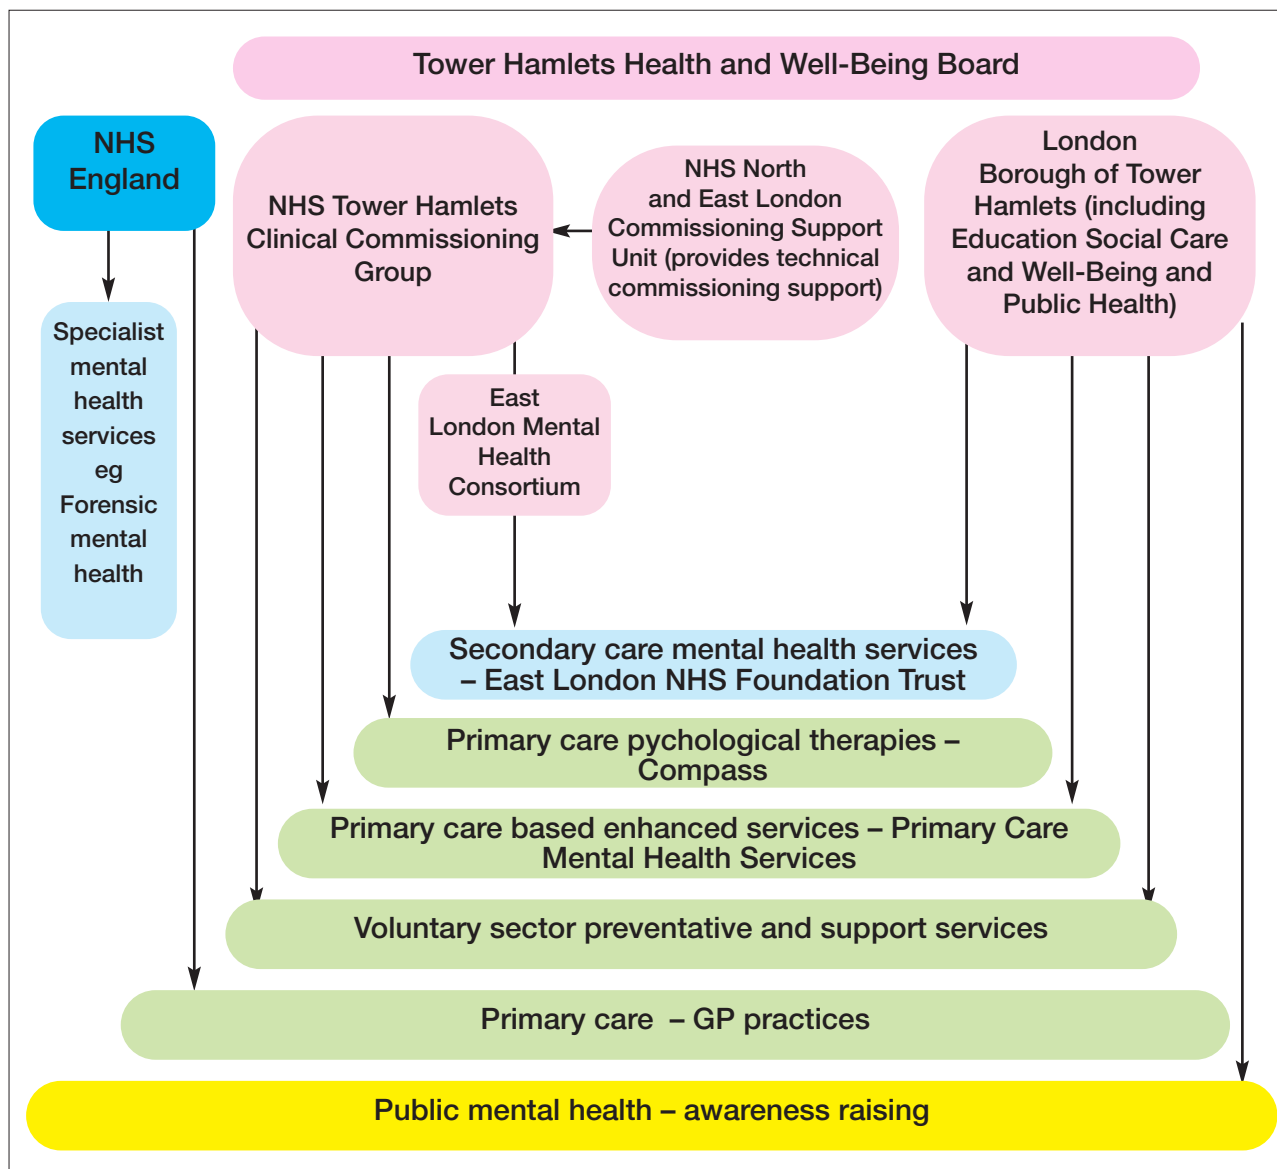 Tower Hamlets Health and Well-Being Board
NHS
England
NHS Tower Hamlets
Clinical Commissioning
Group
NHS North
and East London
Commissioning Support
Unit (provides technical
commissioning support)
London
Borough of Tower
Hamlets (including
Education Social Care
and Well-Being and
Public Health)
Specialist
mental
health
services
eg
Forensic
mental
health
East
London Mental
Health
Consortium
Secondary care mental health services
– East London NHS Foundation Trust
Primary care pychological therapies –
Compass
Primary care based enhanced services – Primary Care
Mental Health Services
Voluntary sector preventative and support services
Primary care – GP practices
Public mental health – awareness raising